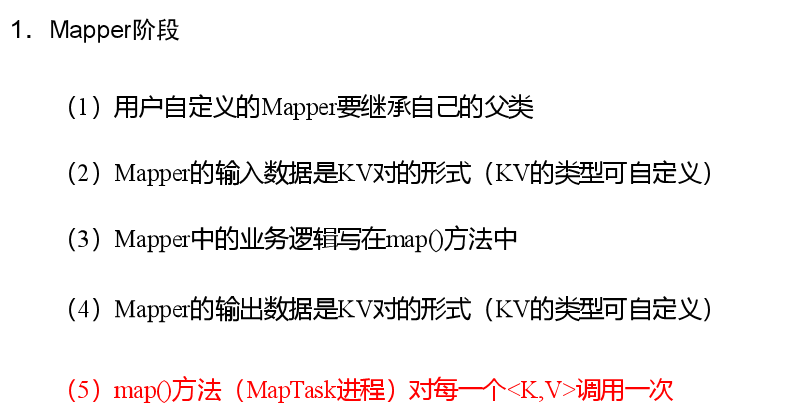 1. Mapper阶段
（1）用户自定义的Mapper要继承自己的父类
（2）Mapper的输入数据是KV对的形式（KV的类型可自定义）
（3）Mapper中的业务逻辑写在map()方法中
（4）Mapper的输出数据是KV对的形式（KV的类型可自定义）
（5）map()方法（MapTask进程）对每一个<K,V>调用一次